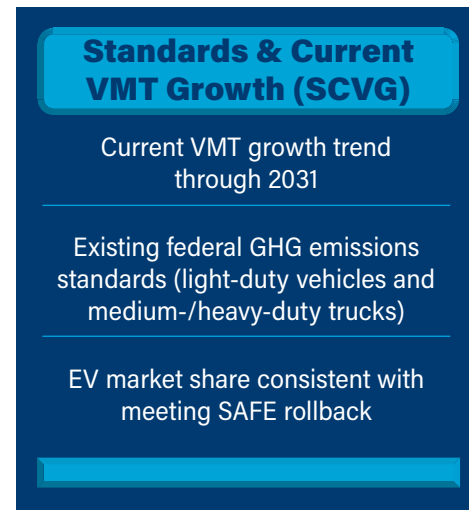 Standards & Current
VMT Growth (SCVG)
Current VMT growth trend
through 2031
Existing federal GHG emissions
standards (light-duty vehicles and
medium-/heavy-duty trucks)
EV market share consistent with
meeting SAFE rollback